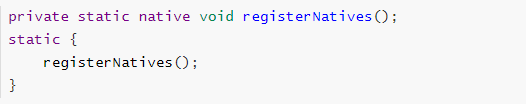 private static native void registerNatives();
static {
    registerNatives();
}